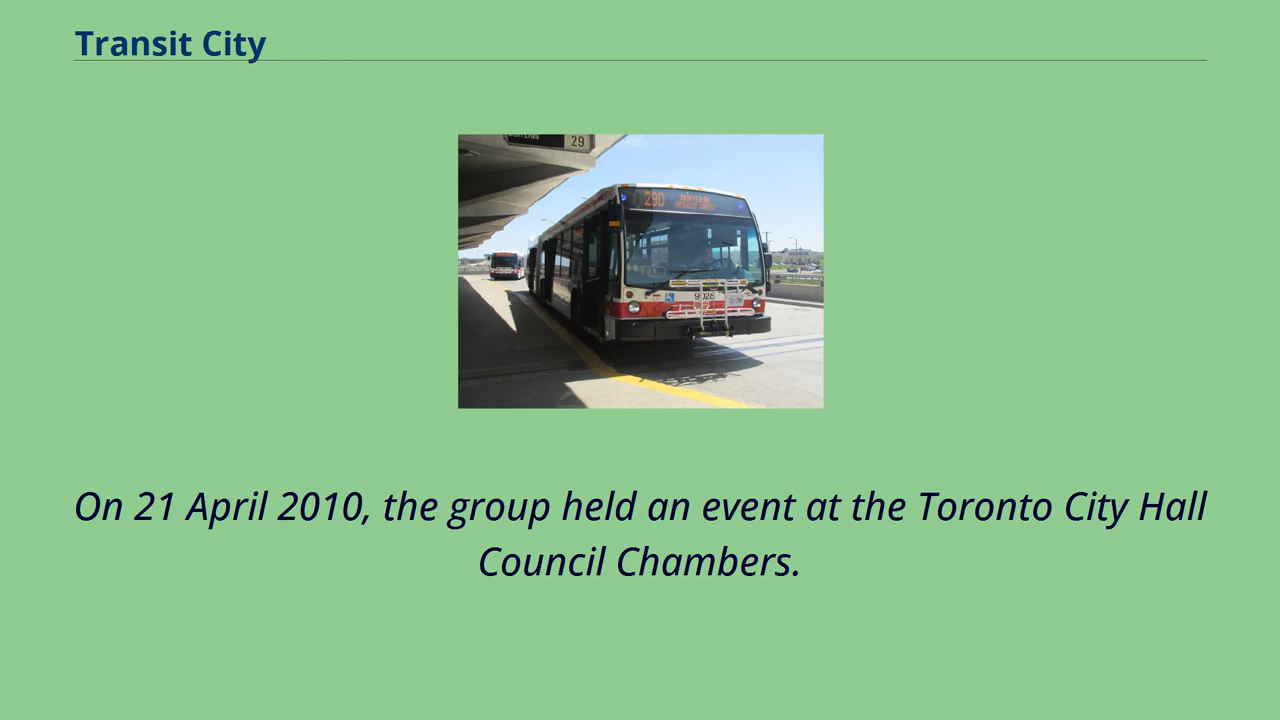 Transit City
29
29D
9028
On 21 April 2010, the group held an event at the Toronto City Hall
Council Chambers.